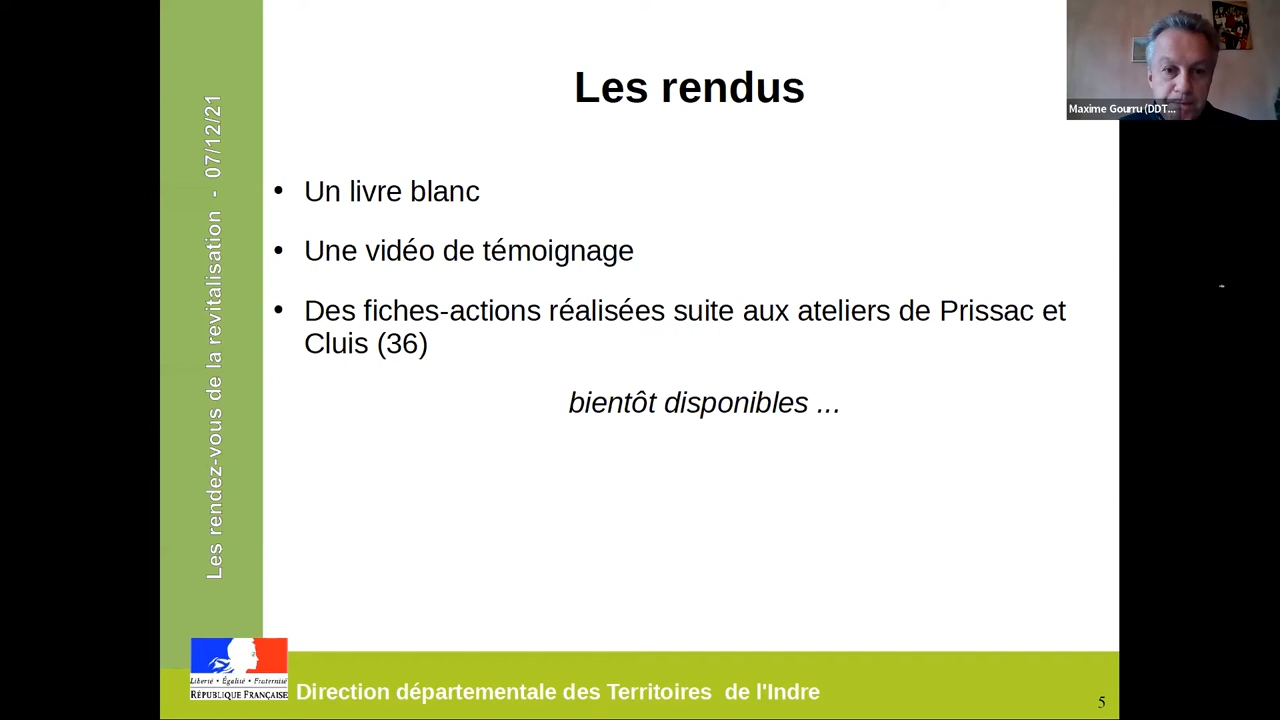 Les rendus
Maxime Gourru (DDT...
Les rendez-vous de la revitalisation - 07/12/21
• Un livre blanc
• Une vidéo de témoignage
• Des fiches-actions réalisées suite aux ateliers de Prissac et
Cluis (36)
bientôt disponibles ...
Liberté • Égalité • Fraternité
RÉPUBLIQUE FRANÇAISE
Direction départementale des Territoires de l'Indre
5